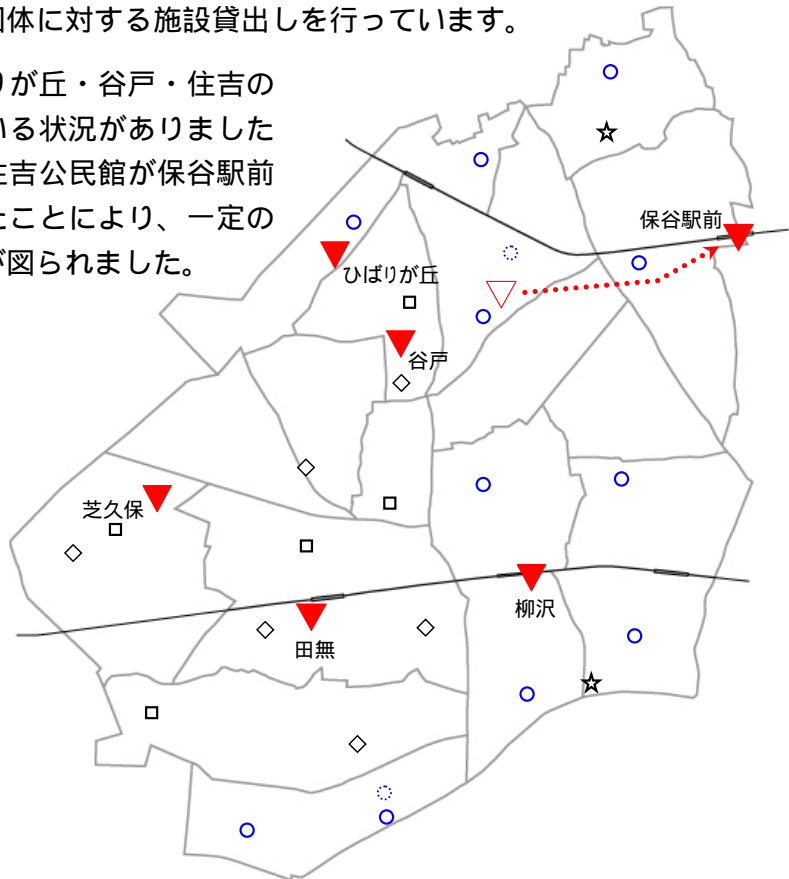 団体に対する施設貸出しを行っています。
りが丘・谷戸・住吉の
いる状況がありました
住吉公民館が保谷駅前
たことにより、一定の
が図られました。
保谷駅前
ひばりが丘
谷戸
芝久保
柳沢
田無